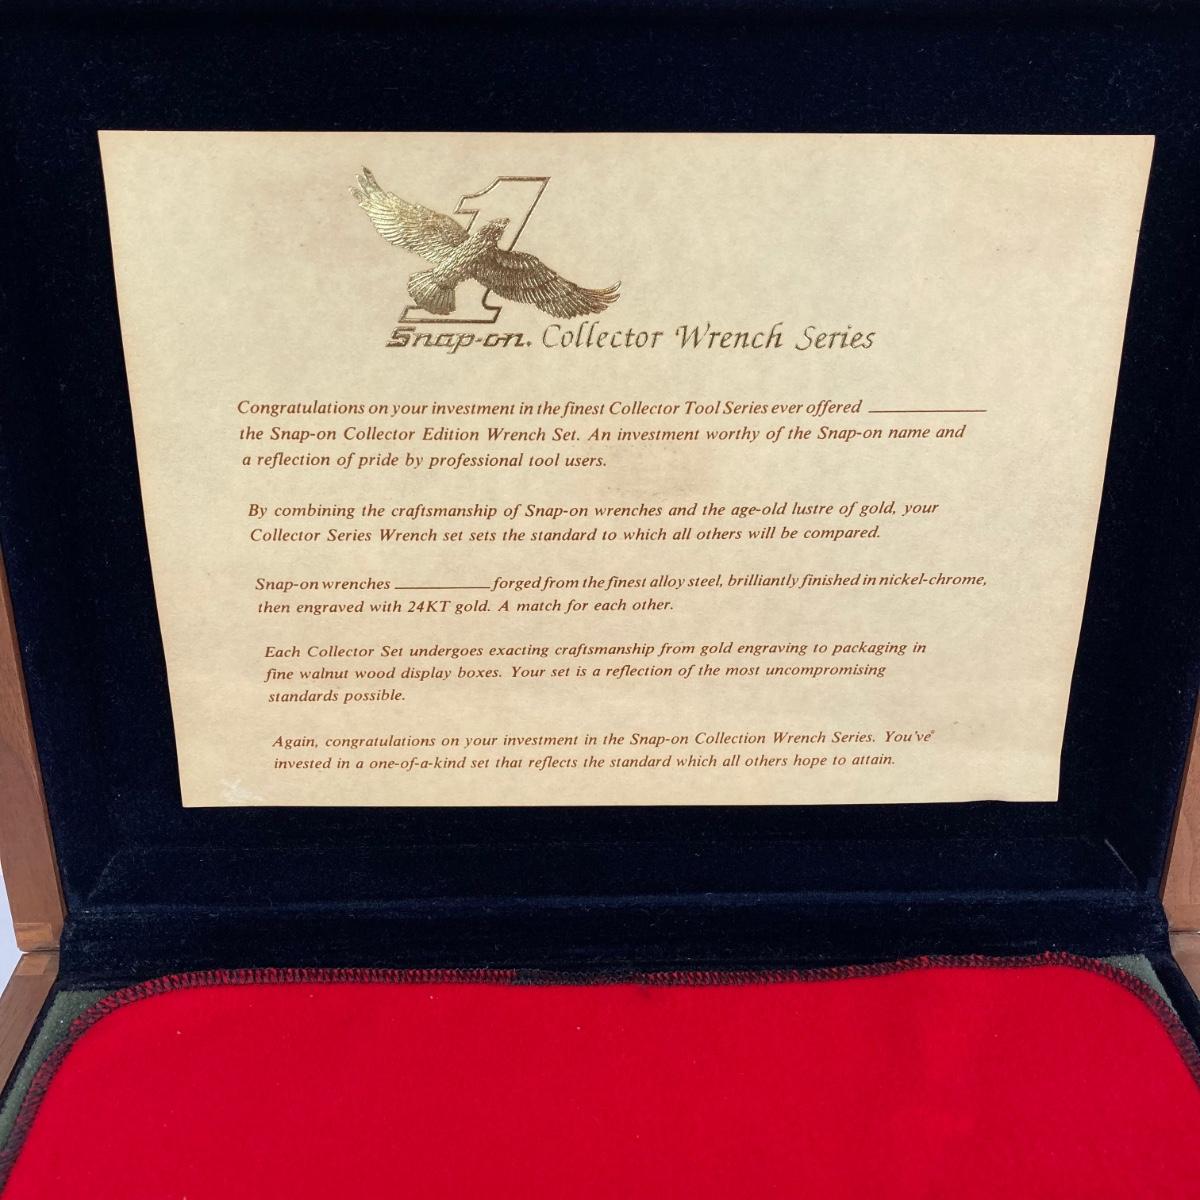 1
Snap-on. Collector Wrench Series
Congratulations on your investment in the finest Collector Tool Series ever offered __________
the Snap-on Collector Edition Wrench Set. An investment worthy of the Snap-on name and
a reflection of pride by professional tool users.
By combining the craftsmanship of Snap-on wrenches and the age-old lustre of gold, your
Collector Series Wrench set sets the standard to which all others will be compared.
Snap-on wrenches __________ forged from the finest alloy steel, brilliantly finished in nickel-chrome,
then engraved with 24KT gold. A match for each other.
Each Collector Set undergoes exacting craftsmanship from gold engraving to packaging in
fine walnut wood display boxes. Your set is a reflection of the most uncompromising
standards possible.
Again, congratulations on your investment in the Snap-on Collection Wrench Series. You've
invested in a one-of-a-kind set that reflects the standard which all others hope to attain.